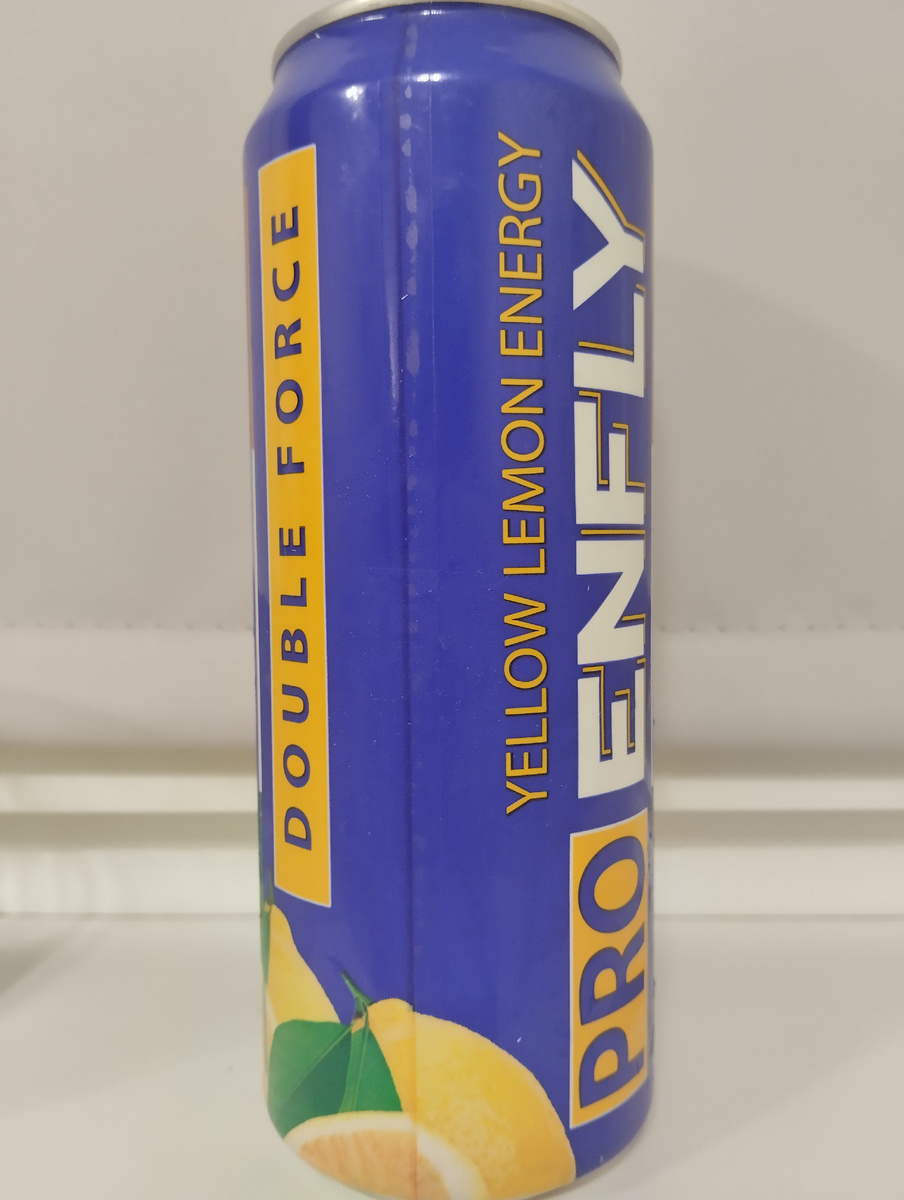 DOUBLE FORCE
YELLOW LEMON ENERGY
PRO ENFLY